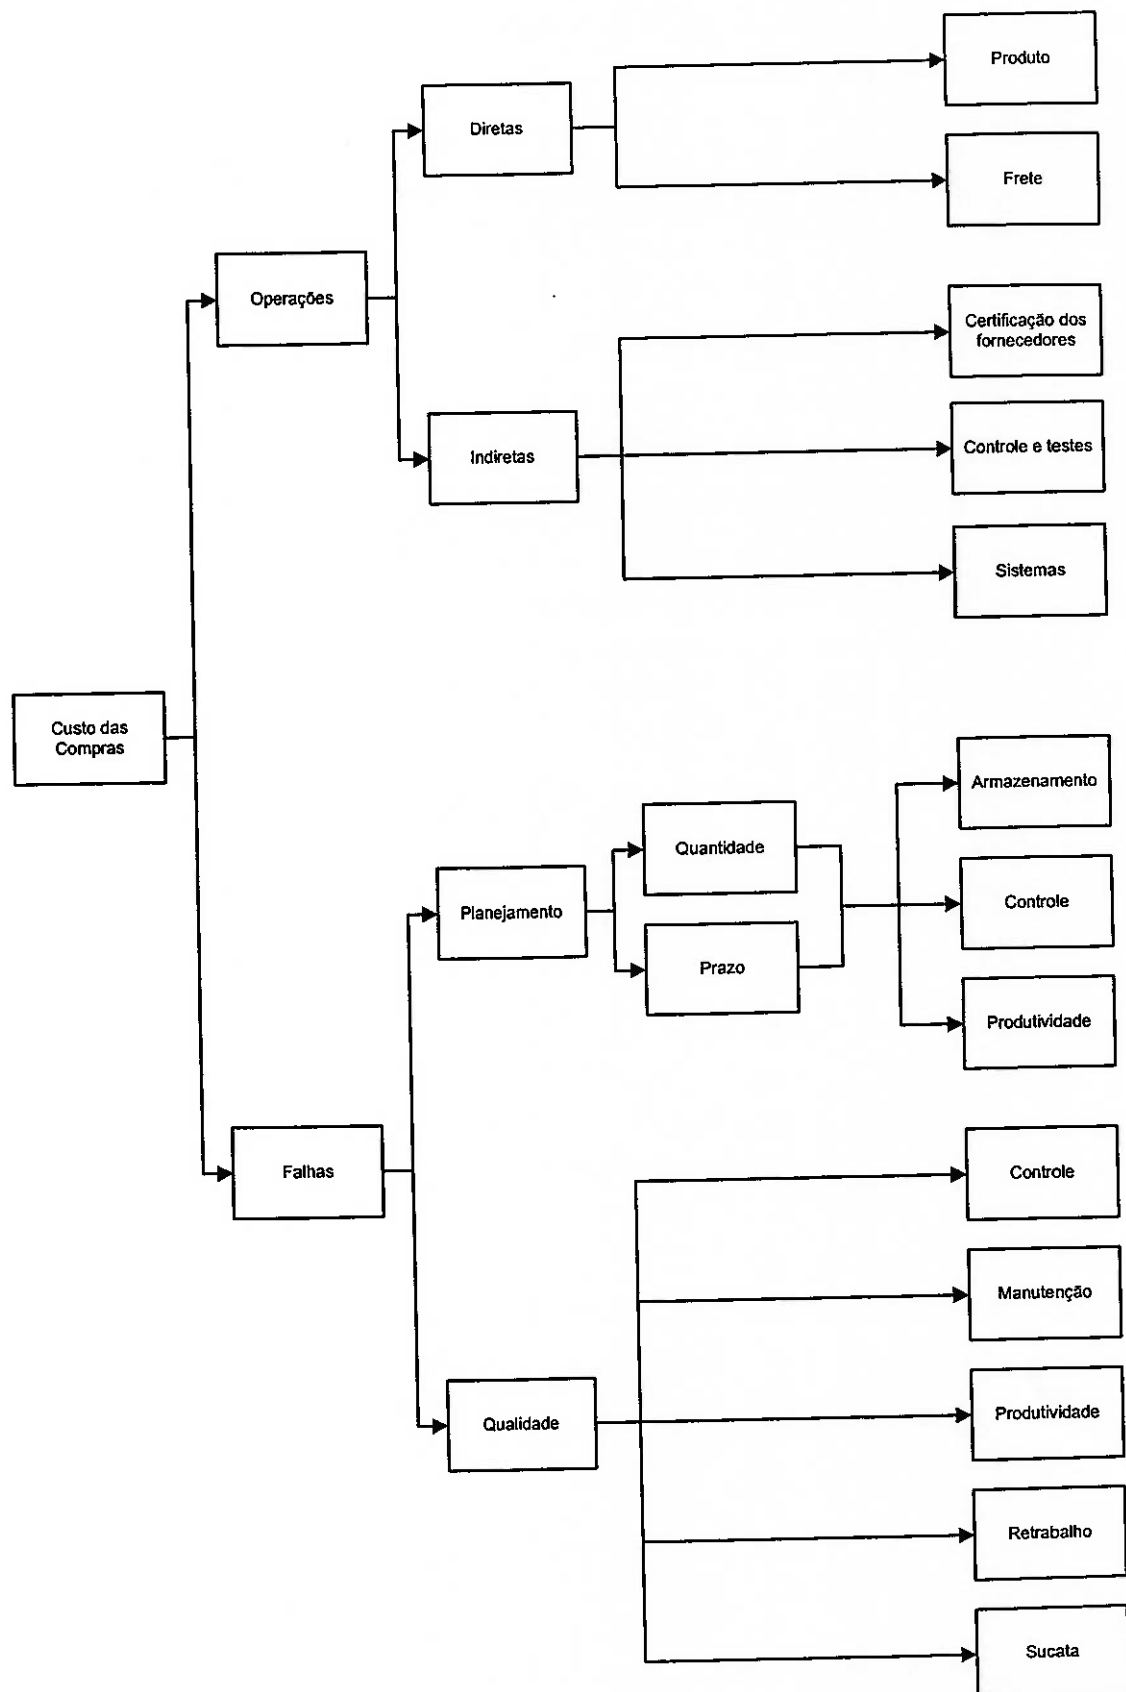 Produto
Diretas
Frete
Operações
Certificação dos
fornecedores
Indiretas
Controle e testes
Sistemas
Custo das
Compras
Armazenamento
Quantidade
Planejamento
Controle
Prazo
Produtividade
Falhas
Controle
Manutenção
Qualidade
Produtividade
Retrabalho
Sucata